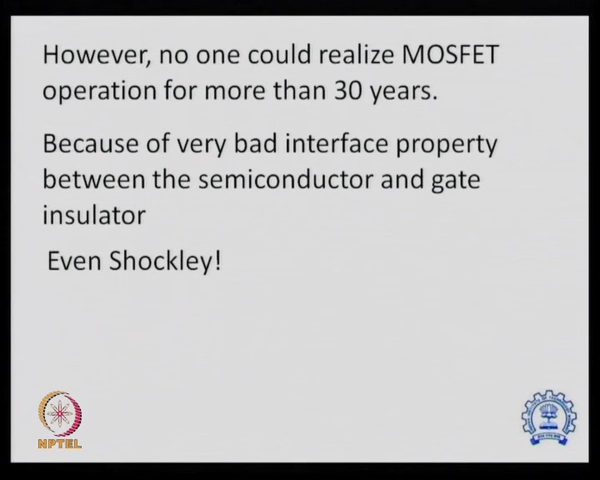 However, no one could realize MOSFET
operation for more than 30 years.
Because of very bad interface property
between the semiconductor and gate
insulator
Even Shockley!
NPTEL